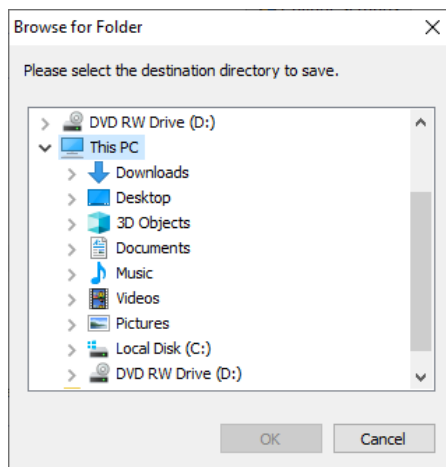 Browse for Folder
Please select the destination directory to save.
DVD RW Drive (D:)
This PC
Downloads
Desktop
3D Objects
Documents
Music
Videos
Pictures
Local Disk (C:)
DVD RW Drive (D:)
OK Cancel